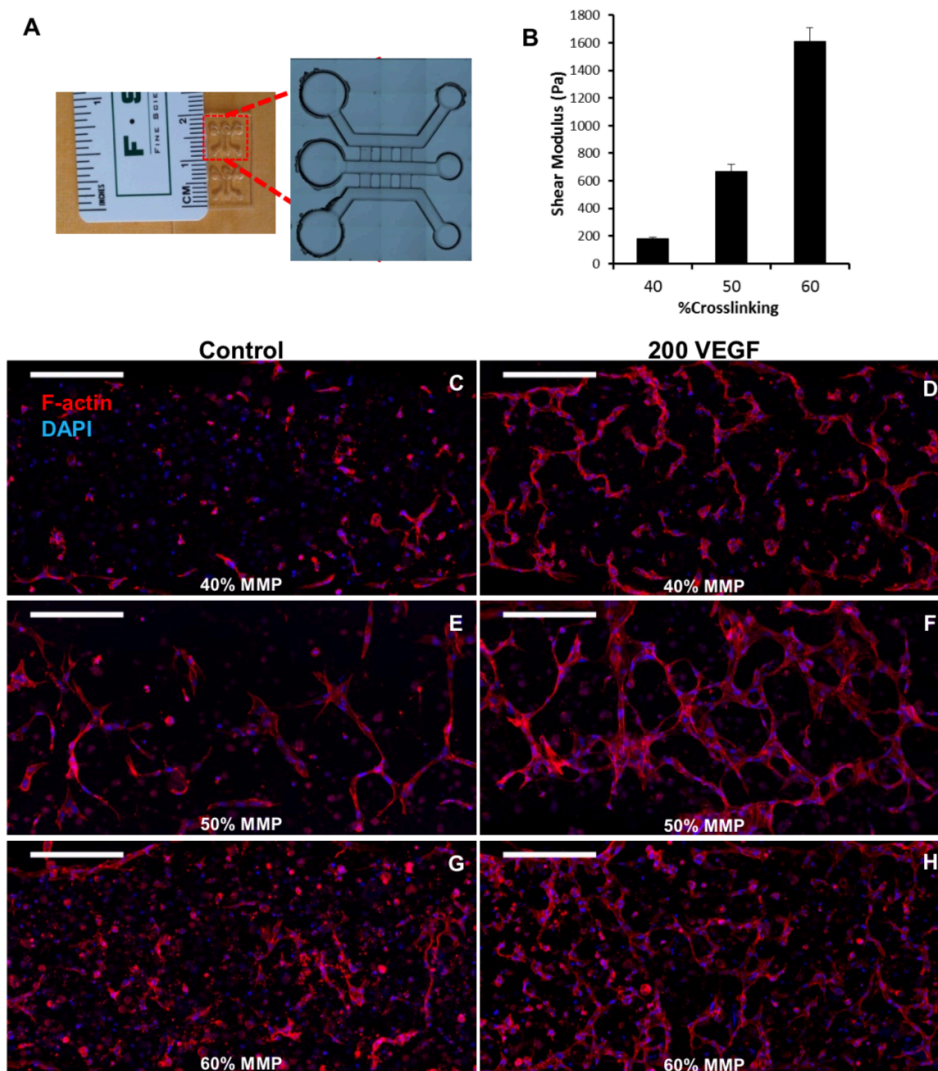 A
F · S
FINE SCIE
INCHES
1
CM
1
2
B
Shear Modulus (Pa)
1800
1600
1400
1200
1000
800
600
400
200
0
40
50
60
%Crosslinking
Control
200 VEGF
C
F-actin
DAPI
40% MMP
D
40% MMP
E
50% MMP
F
50% MMP
G
60% MMP
H
60% MMP